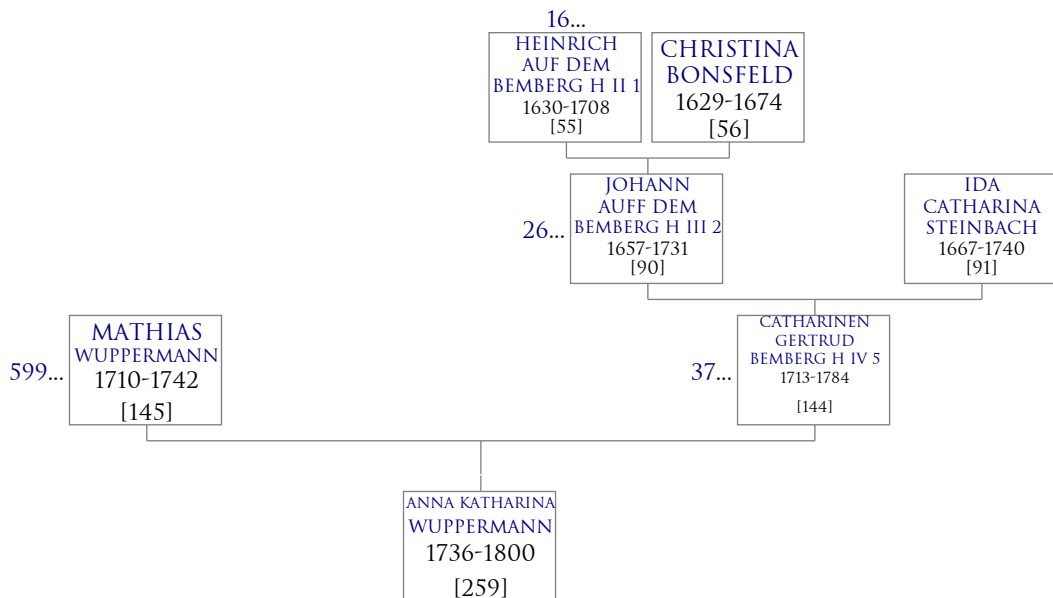 16...
HEINRICH
AUF DEM
BEMBERG H II 1
1630-1708
[55]
CHRISTINA
BONSFELD
1629-1674
[56]
26...
JOHANN
AUFF DEM
BEMBERG H III 2
1657-1731
[90]
IDA
CATHARINA
STEINBACH
1667-1740
[91]
599...
MATHIAS
WUPPERMANN
1710-1742
[145]
37...
CATHARINEN
GERTRUD
BEMBERG H IV 5
1713-1784
[144]
ANNA KATHARINA
WUPPERMANN
1736-1800
[259]